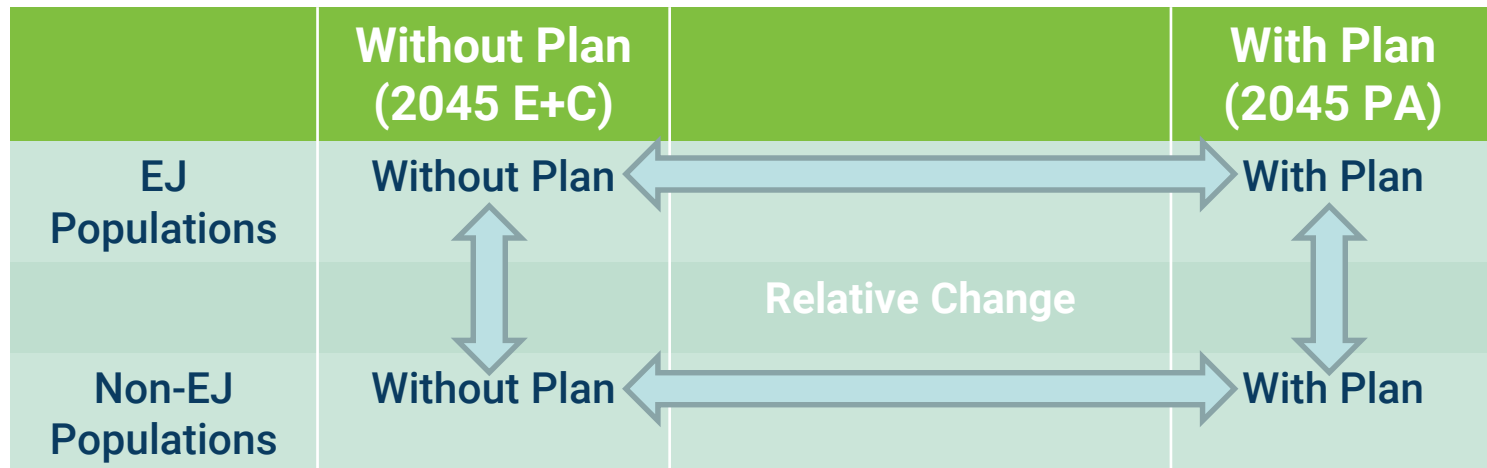 Without Plan
(2045 E+C)
With Plan
(2045 PA)
EJ
Populations
Without Plan
With Plan
Relative Change
Non-EJ
Populations
Without Plan
With Plan